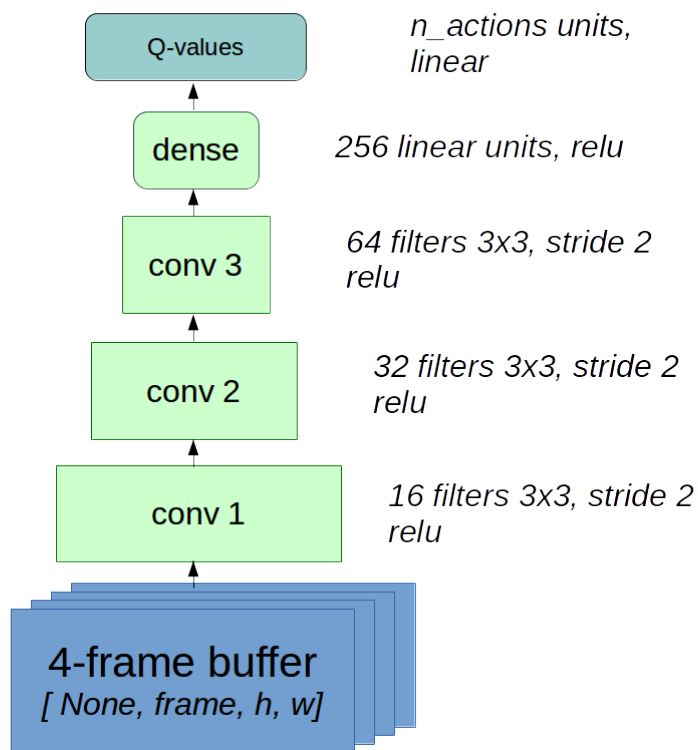 Q-values
n_actions units,
linear
dense
256 linear units, relu
conv 3
64 filters 3x3, stride 2
relu
conv 2
32 filters 3x3, stride 2
relu
conv 1
16 filters 3x3, stride 2
relu
4-frame buffer
[ None, frame, h, w]